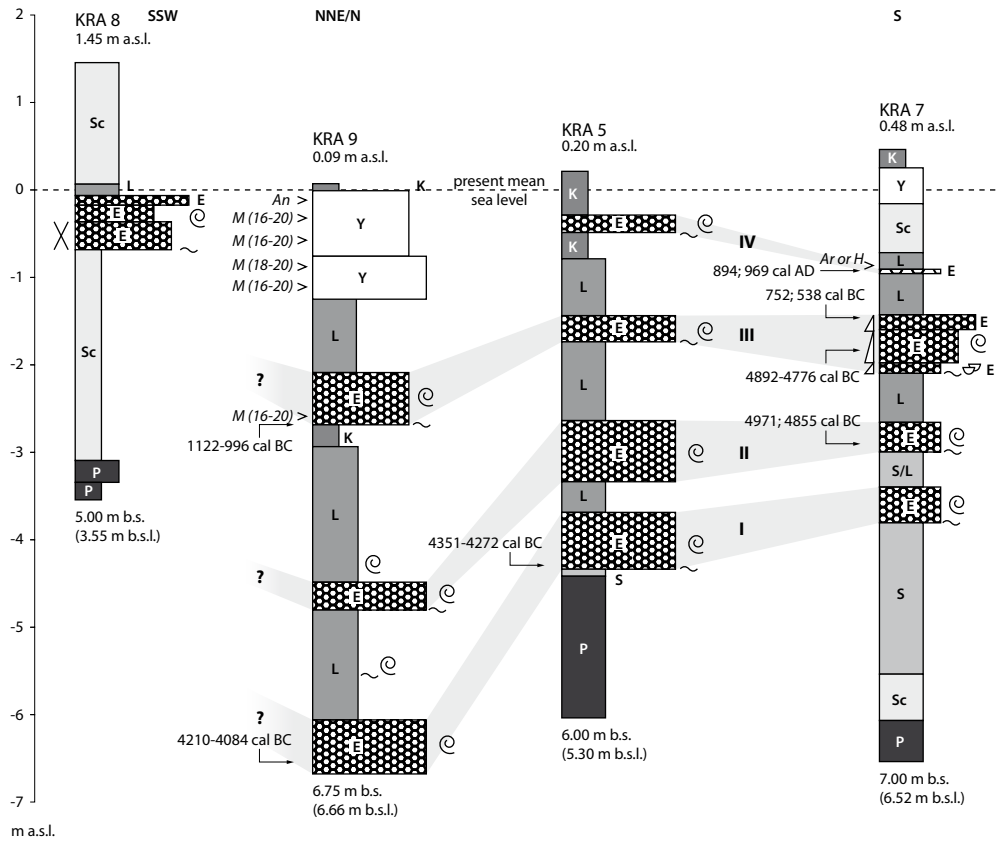 2
1
0
-1
-2
-3
-4
-5
-6
-7
m a.s.l.
SSW
NNE/N
S
KRA 8
1.45 m a.s.l.
Sc
L
E
E
E
Sc
P
P
5.00 m b.s.
(3.55 m b.s.l.)
KRA 9
0.09 m a.s.l.
K
An >
M (16-20) >
Y
M (16-20) >
M (18-20) >
M (16-20) >
Y
L
?
E
M (16-20) >
1122-996 cal BC
K
L
?
E
L
?
4210-4084 cal BC
E
6.75 m b.s.
(6.66 m b.s.l.)
present mean
sea level
KRA 5
0.20 m a.s.l.
K
E
K
L
E
L
E
L
E
4351-4272 cal BC
S
P
6.00 m b.s.
(5.30 m b.s.l.)
IV
III
II
I
KRA 7
0.48 m a.s.l.
K
Y
Sc
Ar or H >
L
894; 969 cal AD
E
L
752; 538 cal BC
E
E
4892-4776 cal BC
E
L
4971; 4855 cal BC
E
S/L
E
S
Sc
P
7.00 m b.s.
(6.52 m b.s.l.)